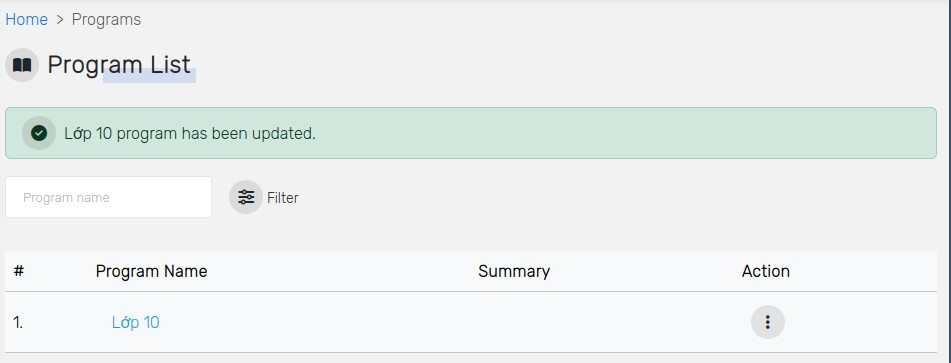 Home > Programs
Program List
Lớp 10 program has been updated.
Program name Filter
# Program Name Summary Action
1. Lớp 10